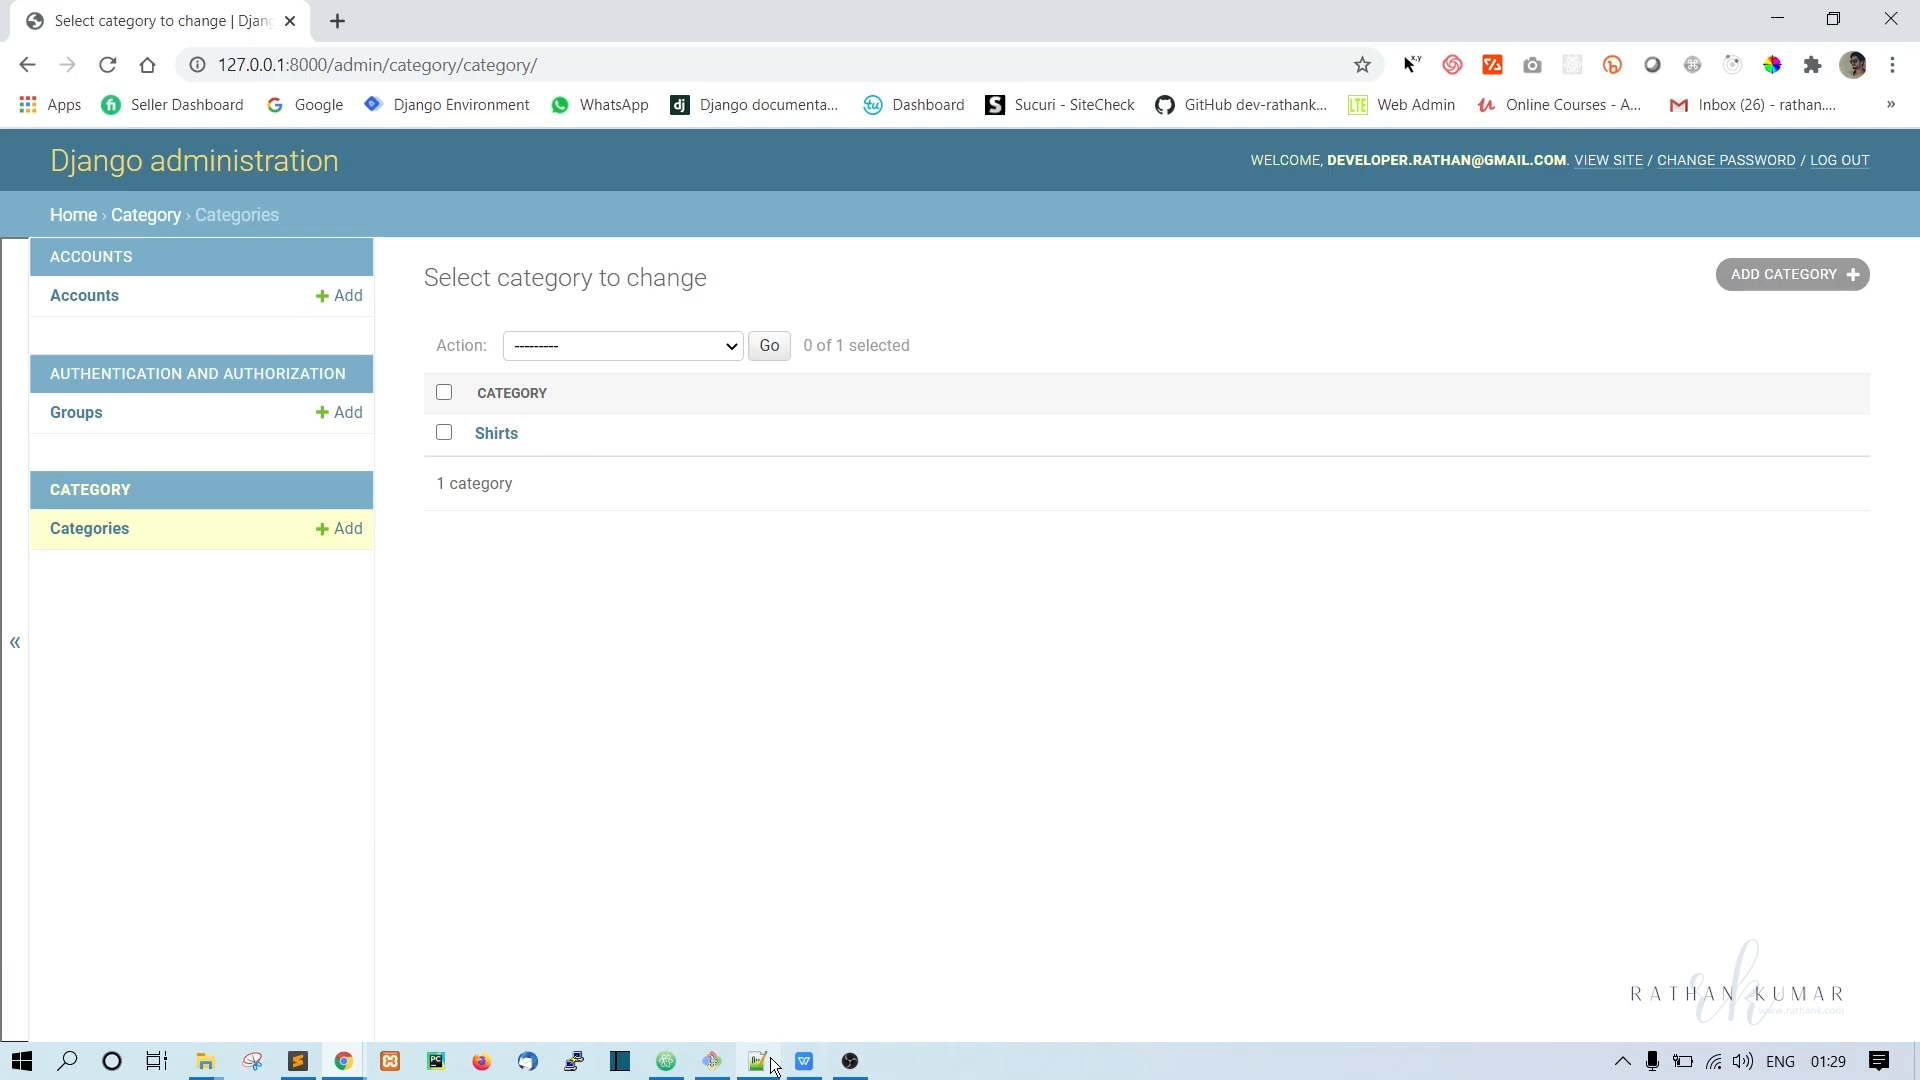 Select category to change | Djang
127.0.0.1:8000/admin/category/category/
Apps Seller Dashboard Google Django Environment WhatsApp Django documenta... Dashboard Sucuri - SiteCheck GitHub dev-rathank... Web Admin Online Courses - A... Inbox (26) - rathan.... »
Django administration
WELCOME, DEVELOPER.RATHAN@GMAIL.COM. VIEW SITE / CHANGE PASSWORD / LOG OUT
Home › Category › Categories
ACCOUNTS
Accounts Add
AUTHENTICATION AND AUTHORIZATION
Groups Add
CATEGORY
Categories Add
«
Select category to change
ADD CATEGORY
Action: --------- Go 0 of 1 selected
CATEGORY
Shirts
1 category
RATHAN KUMAR
www.rathank.com
ENG 01:29